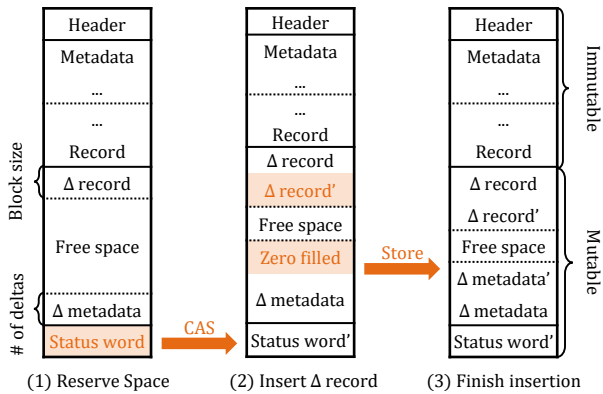 Block size
# of deltas
Header
Metadata
...
...
Record
Δ record
Free space
Δ metadata
Status word
(1) Reserve Space
CAS
Header
Metadata
...
...
Record
Δ record
Δ record’
Free space
Zero filled
Δ metadata
Status word’
(2) Insert Δ record
Store
Header
Metadata
...
...
Record
Δ record
Δ record’
Free space
Δ metadata’
Δ metadata
Status word’
(3) Finish insertion
Immutable
Mutable